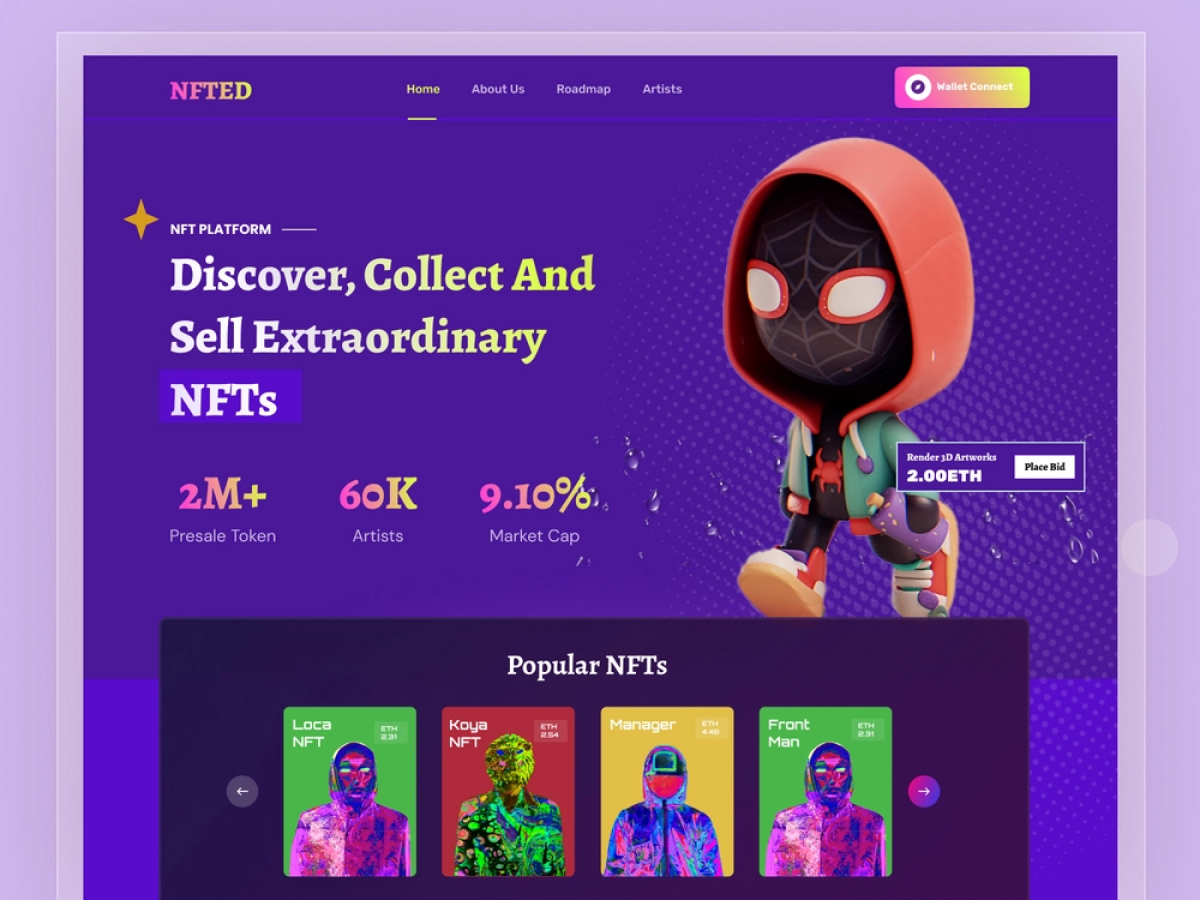 NFTED
Home
About Us
Roadmap
Artists
Wallet Connect
NFT PLATFORM
Discover, Collect And
Sell Extraordinary
NFTs
2M+
Presale Token
60K
Artists
9.10%
Market Cap
Render 3D Artworks
2.00ETH
Place Bid
Popular NFTs
Loca
NFT
ETH
2.31
Koya
NFT
ETH
2.54
Manager
ETH
4.48
Front
Man
ETH
2.31